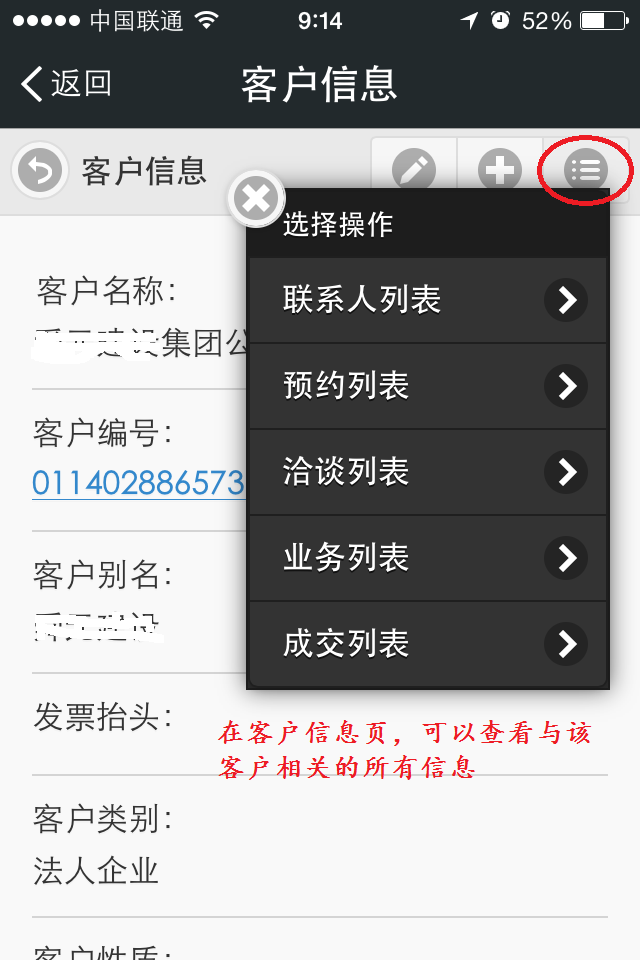 中国联通 9:14 52%
返回 客户信息
客户信息
选择操作
联系人列表
预约列表
洽谈列表
业务列表
成交列表
客户名称:
建设集团公
客户编号:
011402886573
客户别名:
建设
发票抬头:
在客户信息页，可以查看与该
客户相关的所有信息
客户类别:
法人企业
客户性质: